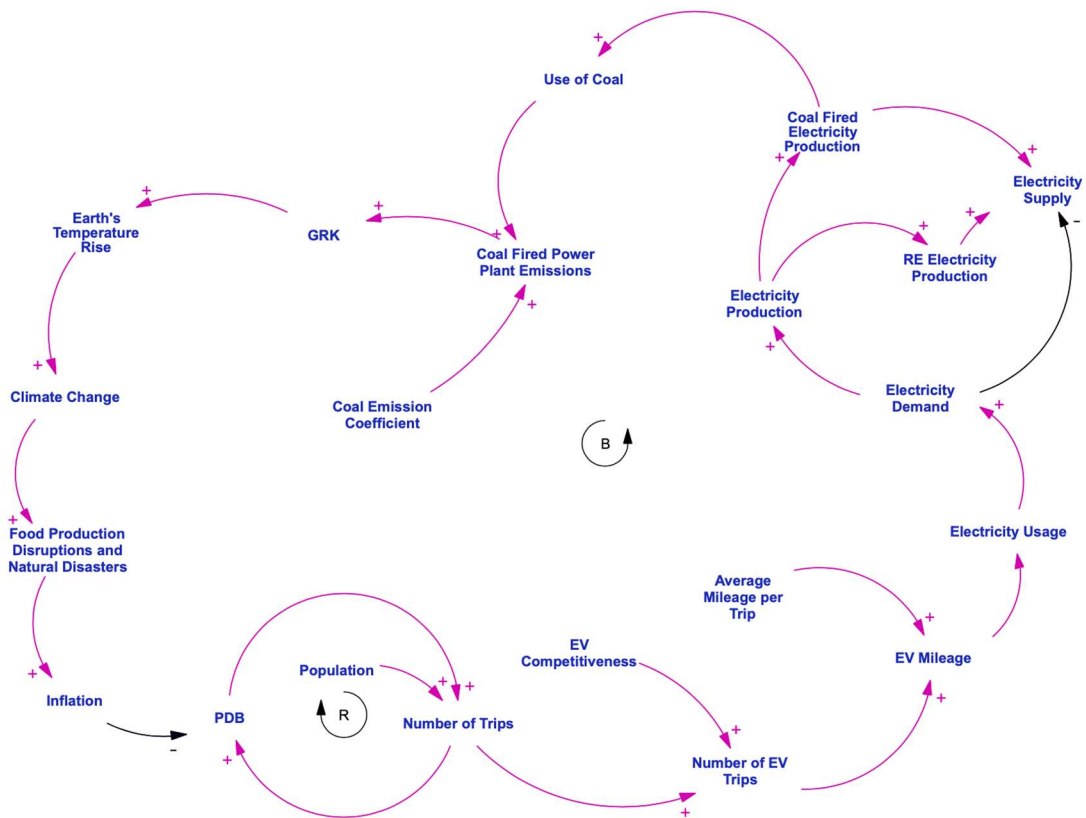 +
Use of Coal
Coal Fired
Electricity
Production
+
+
Electricity
Supply
-
+
+
+
RE Electricity
Production
+
Earth's
Temperature
Rise
+
GRK
+
Coal Fired Power
Plant Emissions
+
Electricity
Production
+
+
Climate Change
Coal Emission
Coefficient
Electricity
Demand
+
B
+
Food Production
Disruptions and
Natural Disasters
Electricity Usage
Average
Mileage per
Trip
+
EV
Competitiveness
EV Mileage
+
+
Inflation
-
Population
+
+
PDB
R
Number of Trips
+
+
Number of EV
Trips
+